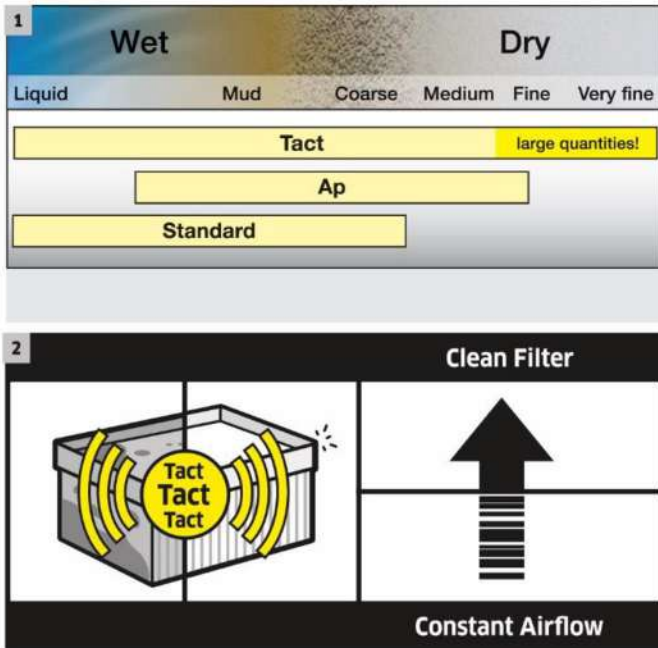 1
Wet Dry
Liquid Mud Coarse Medium Fine Very fine
Tact large quantities!
Ap
Standard
2
Clean Filter
Tact
Tact
Tact
Constant Airflow